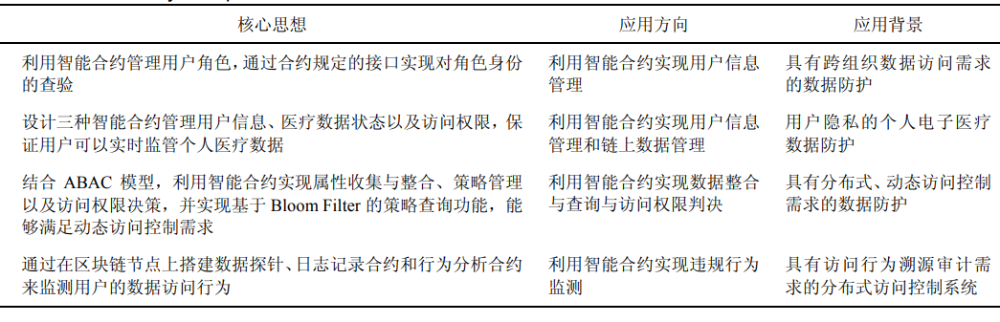 核心思想 应用方向 应用背景
利用智能合约管理用户角色，通过合约规定的接口实现对角色身份 利用智能合约实现用户信息 具有跨组织数据访问需求
的查验 管理 的数据防护
设计三种智能合约管理用户信息、医疗数据状态以及访问权限，保 利用智能合约实现用户信息 用户隐私的个人电子医疗
证用户可以实时监管个人医疗数据 管理和链上数据管理 数据防护
结合 ABAC 模型，利用智能合约实现属性收集与整合、策略管理 利用智能合约实现数据整合 具有分布式、动态访问控制
以及访问权限决策，并实现基于 Bloom Filter 的策略查询功能，能 与查询与访问权限判决 需求的数据防护
够满足动态访问控制需求
通过在区块链节点上搭建数据探针、日志记录合约和行为分析合约 利用智能合约实现违规行为 具有访问行为溯源审计需
来监测用户的数据访问行为 监测 求的分布式访问控制系统